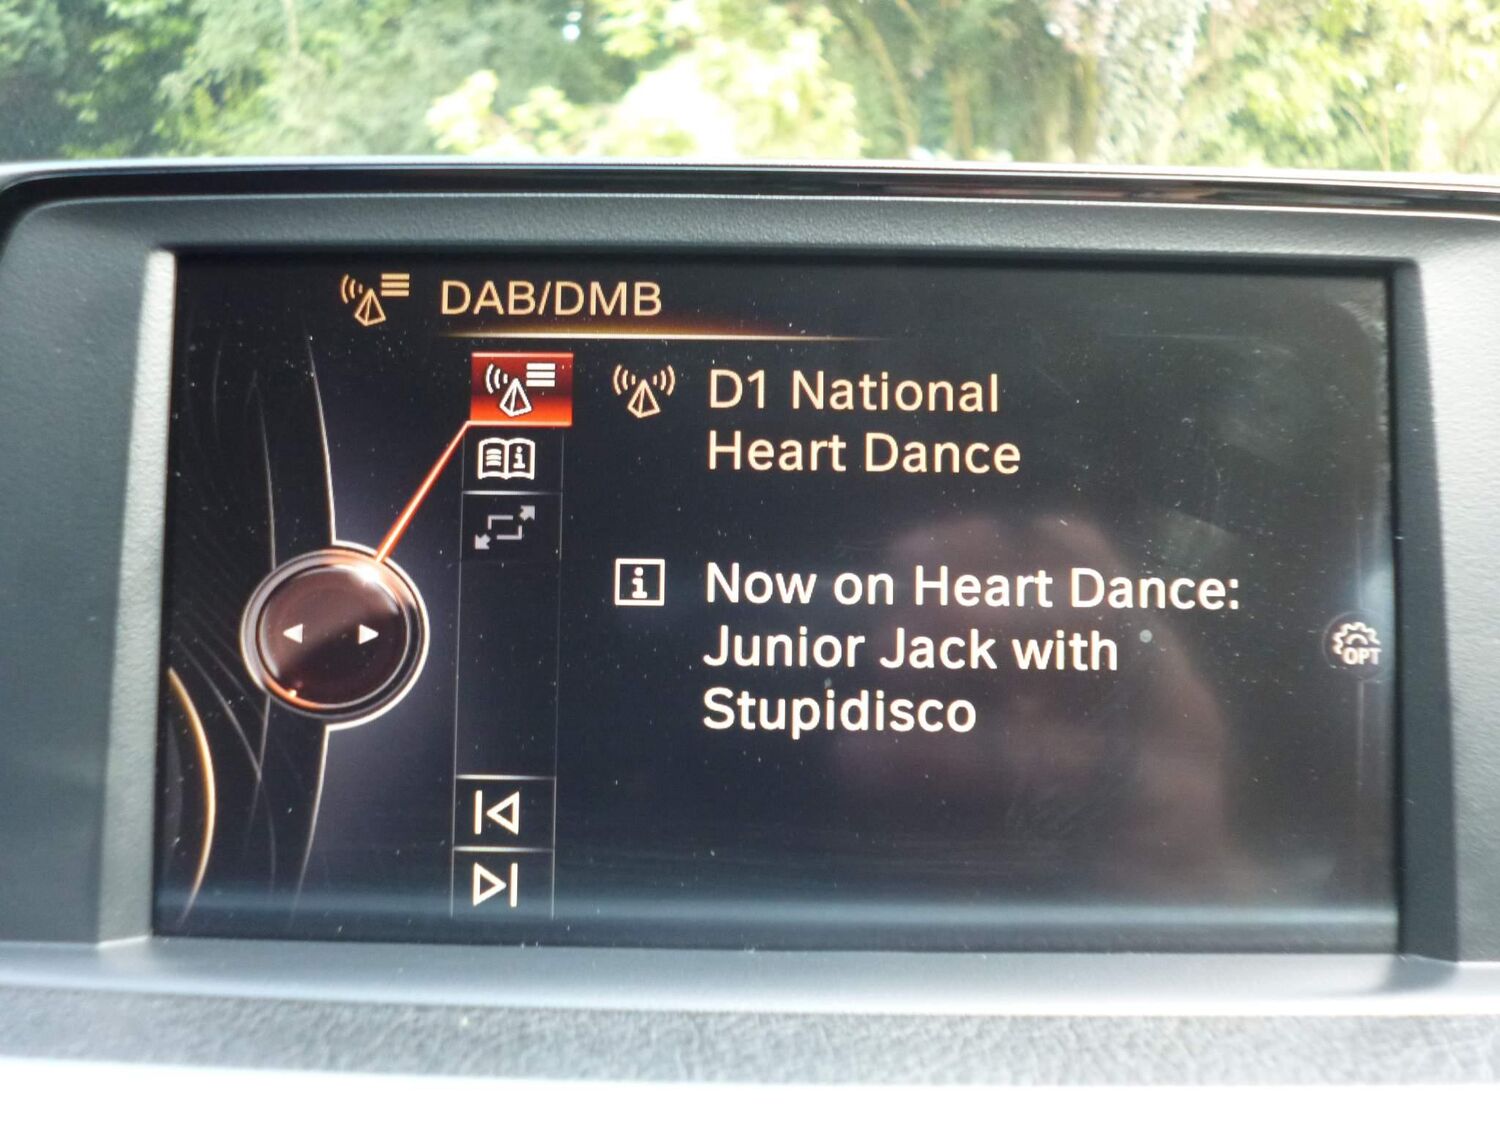 DAB/DMB
D1 National
Heart Dance
Now on Heart Dance:
Junior Jack with
Stupidisco
OPT